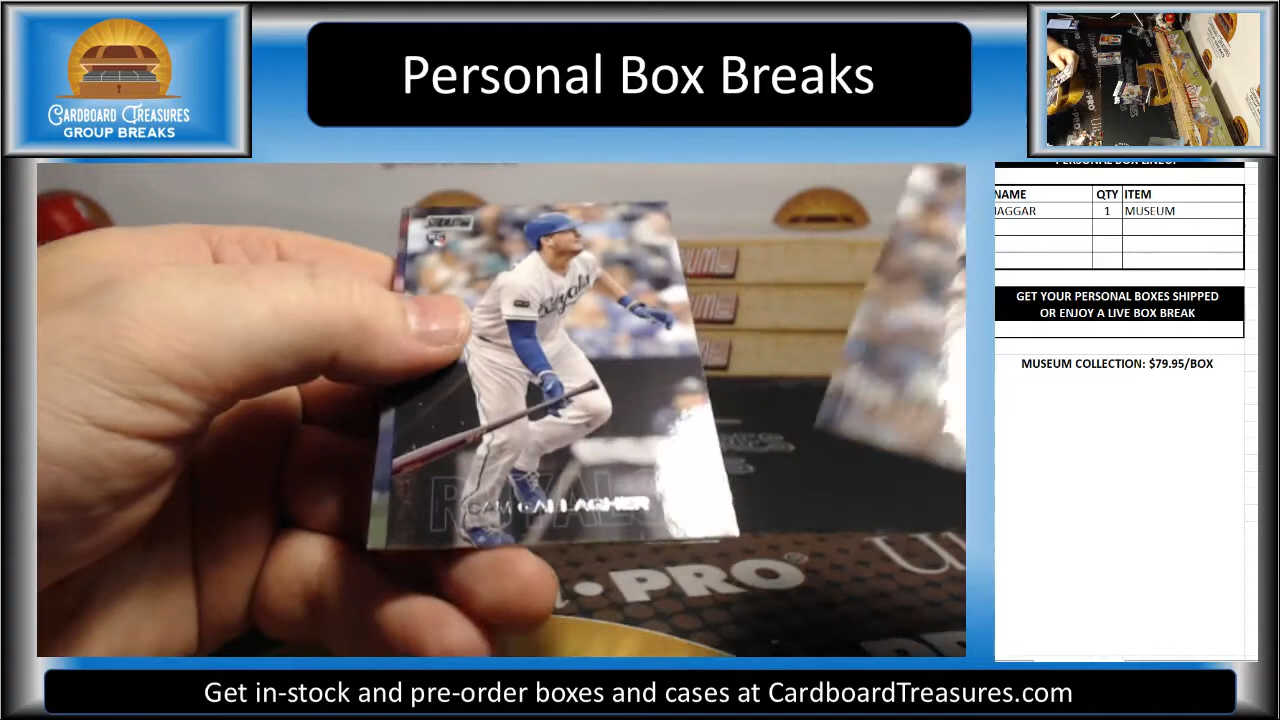 Personal Box Breaks
CARDBOARD TREASURES
GROUP BREAKS
NAME QTY ITEM
IAGGAR 1 MUSEUM
GET YOUR PERSONAL BOXES SHIPPED
OR ENJOY A LIVE BOX BREAK
MUSEUM COLLECTION: $79.95/BOX
Royals
ROYALS
CAM GALLAGHER
PRO
Get in-stock and pre-order boxes and cases at CardboardTreasures.com